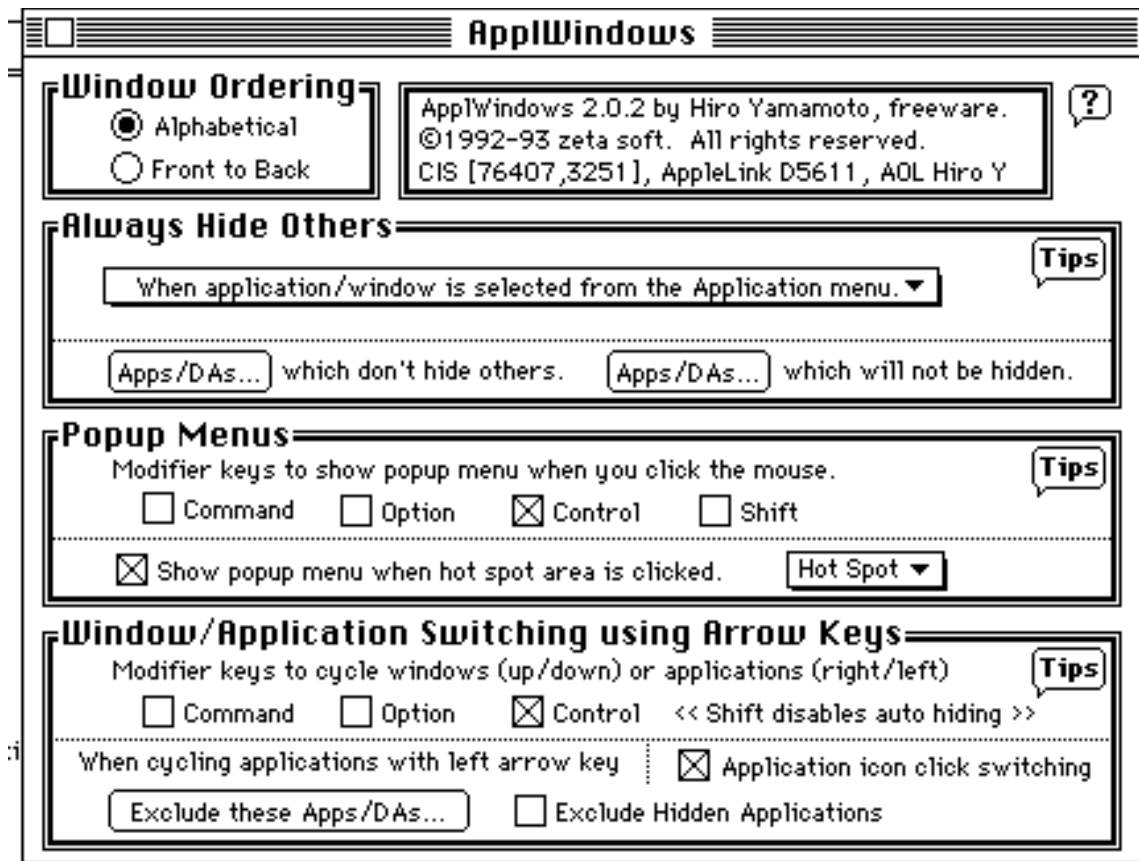 ApplWindows
Window Ordering
Alphabetical
Front to Back
ApplWindows 2.0.2 by Hiro Yamamoto, freeware.
©1992-93 zeta soft. All rights reserved.
CIS [76407,3251], AppleLink D5611, AOL Hiro Y
?
Always Hide Others
Tips
When application/window is selected from the Application menu.
Apps/DAs... which don't hide others. Apps/DAs... which will not be hidden.
Popup Menus
Tips
Modifier keys to show popup menu when you click the mouse.
Command Option Control Shift
Show popup menu when hot spot area is clicked. Hot Spot
Window/Application Switching using Arrow Keys
Tips
Modifier keys to cycle windows (up/down) or applications (right/left)
Command Option Control << Shift disables auto hiding >>
When cycling applications with left arrow key
Application icon click switching
Exclude these Apps/DAs... Exclude Hidden Applications